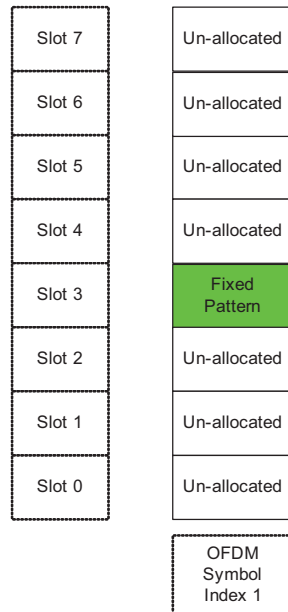 Slot 7 Un-allocated
Slot 6 Un-allocated
Slot 5 Un-allocated
Slot 4 Un-allocated
Slot 3 Fixed
Pattern
Slot 2 Un-allocated
Slot 1 Un-allocated
Slot 0 Un-allocated
OFDM
Symbol
Index 1